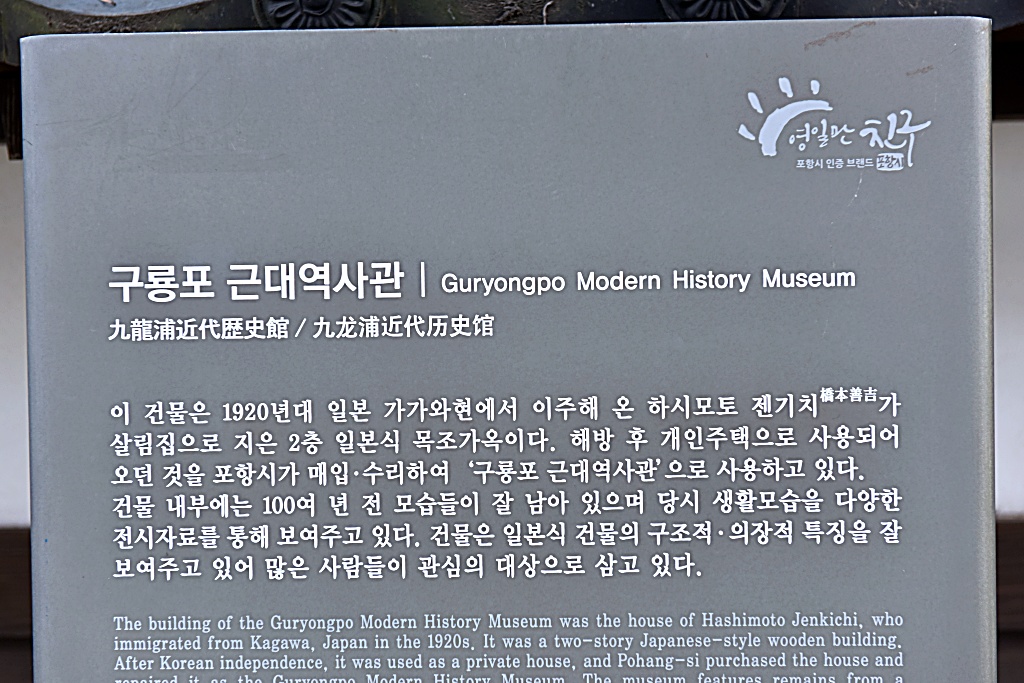 영일만 친구
포항시 인증 브랜드 포항시
구룡포 근대역사관 | Guryongpo Modern History Museum
九龍浦近代歴史館 / 九龙浦近代历史馆
이 건물은 1920년대 일본 가가와현에서 이주해 온 하시모토 젠기치橋本善吉가
살림집으로 지은 2층 일본식 목조가옥이다. 해방 후 개인주택으로 사용되어
오던 것을 포항시가 매입·수리하여 ‘구룡포 근대역사관’으로 사용하고 있다.
건물 내부에는 100여 년 전 모습들이 잘 남아 있으며 당시 생활모습을 다양한
전시자료를 통해 보여주고 있다. 건물은 일본식 건물의 구조적·의장적 특징을 잘
보여주고 있어 많은 사람들이 관심의 대상으로 삼고 있다.
The building of the Guryongpo Modern History Museum was the house of Hashimoto Jenkichi, who
immigrated from Kagawa, Japan in the 1920s. It was a two-story Japanese-style wooden building.
After Korean independence, it was used as a private house, and Pohang-si purchased the house and
repaired it as the Guryongpo Modern History Museum. The museum features remains from a